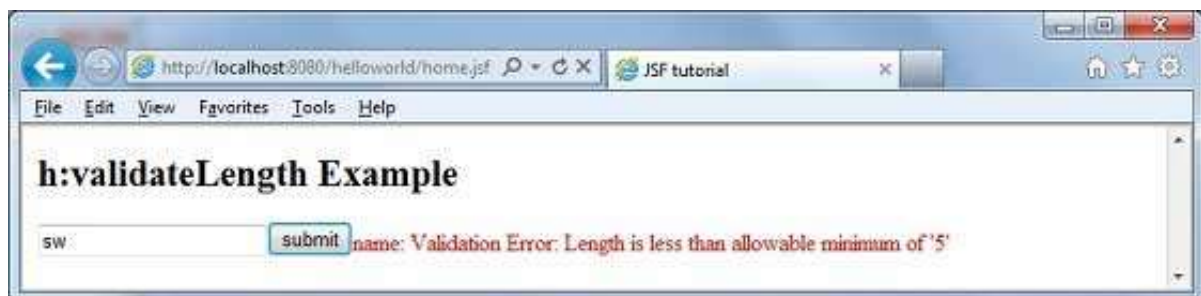 http://localhost:8080/helloworld/home.jsf JSF tutorial
File Edit View Favorites Tools Help
h:validateLength Example
sw submit name: Validation Error: Length is less than allowable minimum of '5'